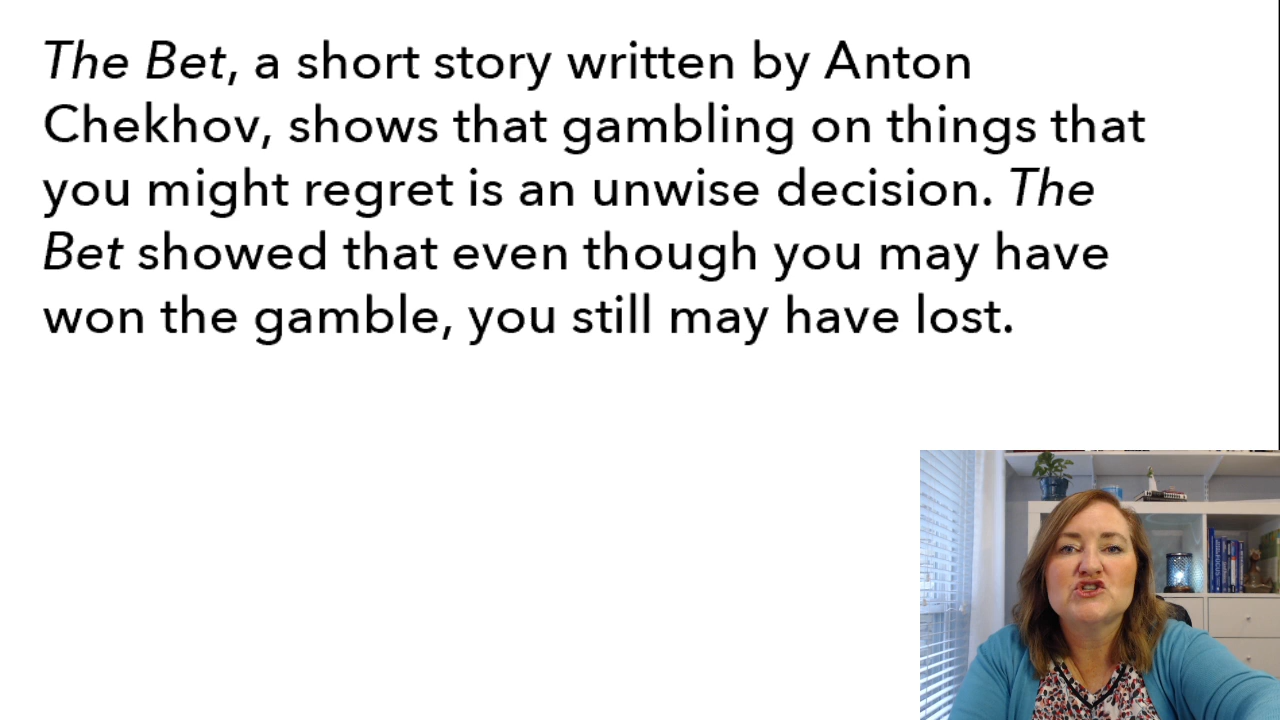 The Bet, a short story written by Anton
Chekhov, shows that gambling on things that
you might regret is an unwise decision. The
Bet showed that even though you may have
won the gamble, you still may have lost.